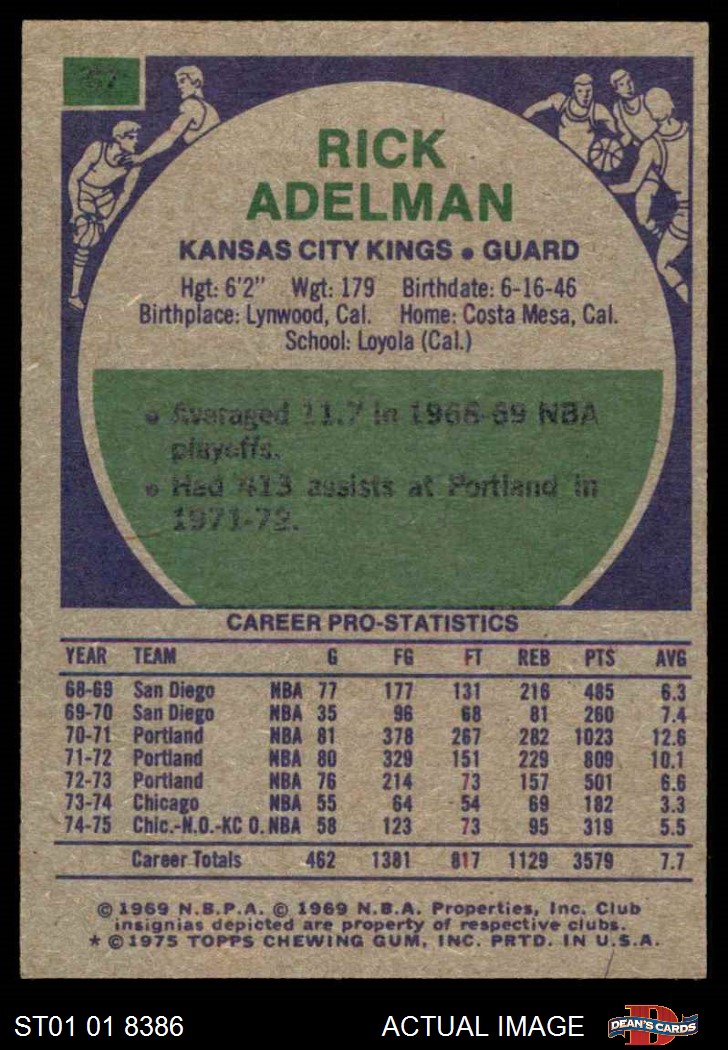 67
RICK
ADELMAN
KANSAS CITY KINGS • GUARD
Hgt: 6'2" Wgt: 179 Birthdate: 6-16-46
Birthplace: Lynwood, Cal. Home: Costa Mesa, Cal.
School: Loyola (Cal.)
• Averaged 11.7 in 1968-69 NBA
playoffs.
• Had 413 assists at Portland in
1971-72.
CAREER PRO-STATISTICS
YEAR TEAM G FG FT REB PTS AVG
68-69 San Diego NBA 77 177 131 216 485 6.3
69-70 San Diego NBA 35 96 68 81 260 7.4
70-71 Portland NBA 81 378 267 282 1023 12.6
71-72 Portland NBA 80 329 151 229 809 10.1
72-73 Portland NBA 76 214 73 157 501 6.6
73-74 Chicago NBA 55 64 54 69 182 3.3
74-75 Chic.-N.O.-KC O. NBA 58 123 73 95 319 5.5
Career Totals 462 1381 817 1129 3579 7.7
© 1969 N.B.P.A. © 1969 N.B.A. Properties, Inc. Club
insignias depicted are property of respective clubs.
* © 1975 TOPPS CHEWING GUM, INC. PRTD. IN U.S.A.
ST01 01 8386 ACTUAL IMAGE DEAN'S CARDS